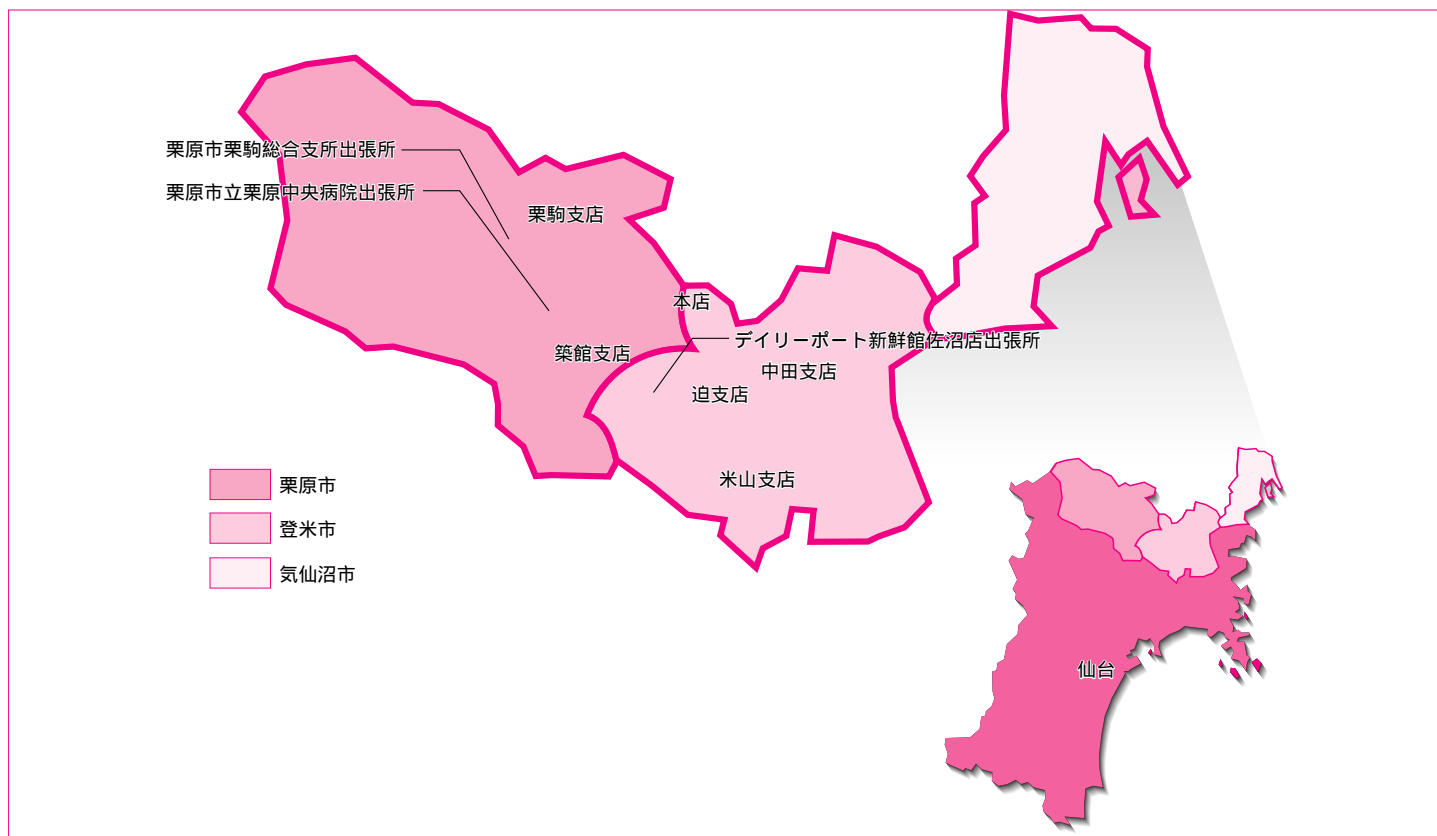 栗原市栗駒総合支所出張所
栗原市立栗原中央病院出張所
栗駒支店
本店
デイリーポート新鮮館佐沼店出張所
築館支店
中田支店
迫支店
米山支店
栗原市
登米市
気仙沼市
仙台